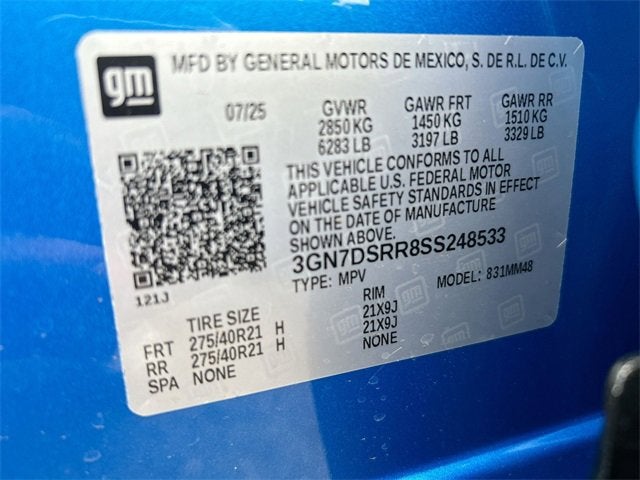 gm
MFD BY GENERAL MOTORS DE MEXICO, S. DE R.L. DE C.V.
07/25 GVWR GAWR FRT GAWR RR
2850 KG 1450 KG 1510 KG
6283 LB 3197 LB 3329 LB
THIS VEHICLE CONFORMS TO ALL
APPLICABLE U.S. FEDERAL MOTOR
VEHICLE SAFETY STANDARDS IN EFFECT
ON THE DATE OF MANUFACTURE
SHOWN ABOVE.
3GN7DSRR8SS248533
TYPE: MPV MODEL: 831MM48
121J
TIRE SIZE RIM
FRT 275/40R21 H 21X9J
RR 275/40R21 H 21X9J
SPA NONE NONE